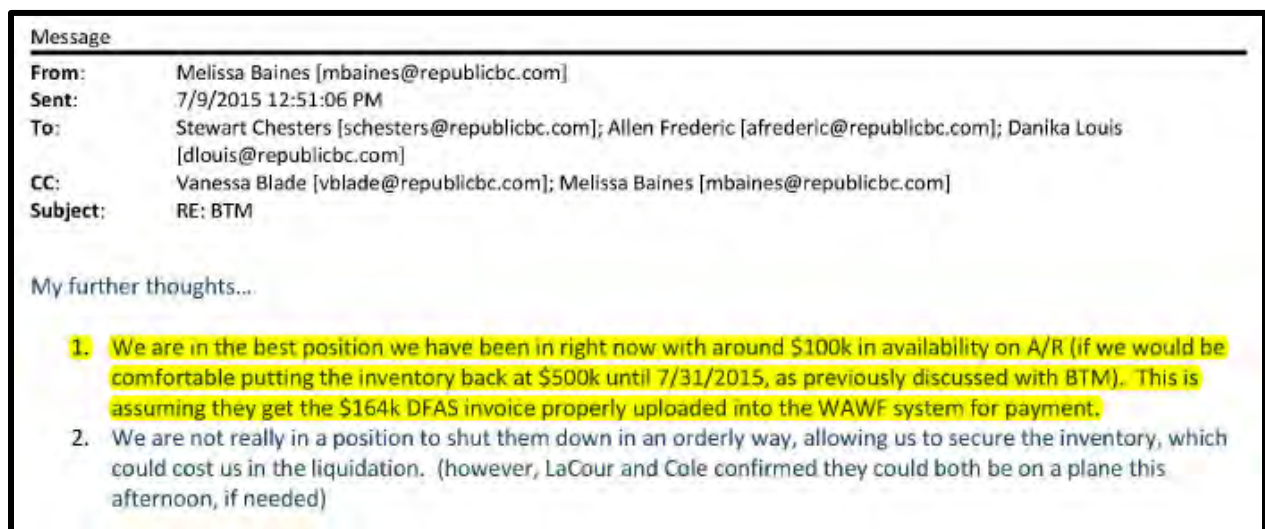 Message
From: Melissa Baines [mbaines@republicbc.com]
Sent: 7/9/2015 12:51:06 PM
To: Stewart Chesters [schesters@republicbc.com]; Allen Frederic [afrederic@republicbc.com]; Danika Louis
[dlouis@republicbc.com]
CC: Vanessa Blade [vblade@republicbc.com]; Melissa Baines [mbaines@republicbc.com]
Subject: RE: BTM
My further thoughts...
1. We are in the best position we have been in right now with around $100k in availability on A/R (if we would be
comfortable putting the inventory back at $500k until 7/31/2015, as previously discussed with BTM). This is
assuming they get the $164k DFAS invoice properly uploaded into the WAWF system for payment.
2. We are not really in a position to shut them down in an orderly way, allowing us to secure the inventory, which
could cost us in the liquidation. (however, LaCour and Cole confirmed they could both be on a plane this
afternoon, if needed)